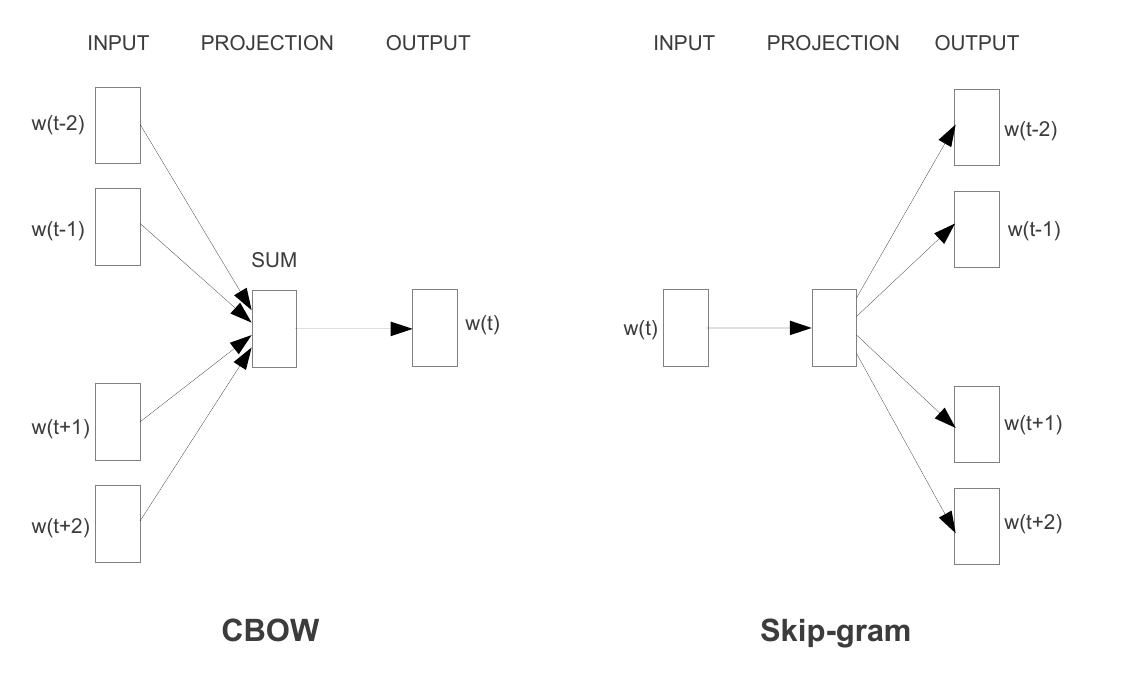 INPUT PROJECTION OUTPUT
w(t-2)
w(t-1)
SUM
w(t)
w(t+1)
w(t+2)
CBOW
INPUT PROJECTION OUTPUT
w(t-2)
w(t-1)
w(t)
w(t+1)
w(t+2)
Skip-gram